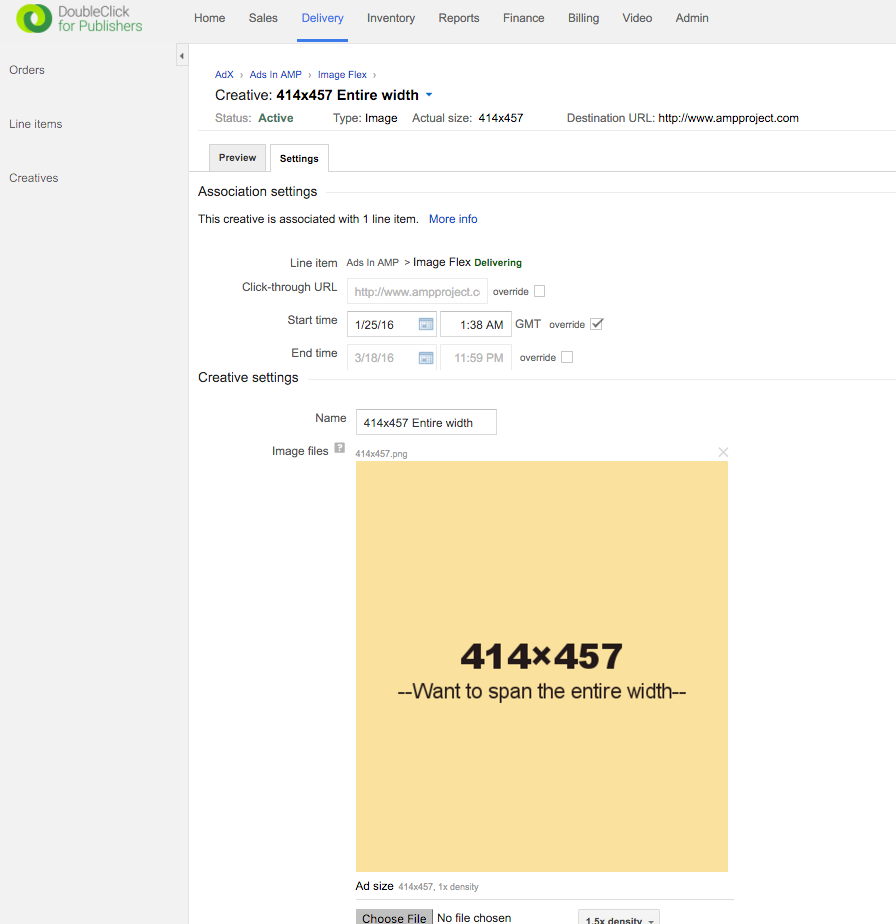 DoubleClick
for Publishers
Home Sales Delivery Inventory Reports Finance Billing Video Admin
Orders
Line items
Creatives
AdX › Ads In AMP › Image Flex ›
Creative: 414x457 Entire width
Status: Active Type: Image Actual size: 414x457 Destination URL: http://www.ampproject.com
Preview Settings
Association settings
This creative is associated with 1 line item. More info
Line item Ads In AMP > Image Flex Delivering
Click-through URL http://www.ampproject.c override
Start time 1/25/16 1:38 AM GMT override
End time 3/18/16 11:59 PM override
Creative settings
Name 414x457 Entire width
Image files ? 414x457.png
414×457
--Want to span the entire width--
Ad size 414x457, 1x density
Choose File No file chosen 1.5x density